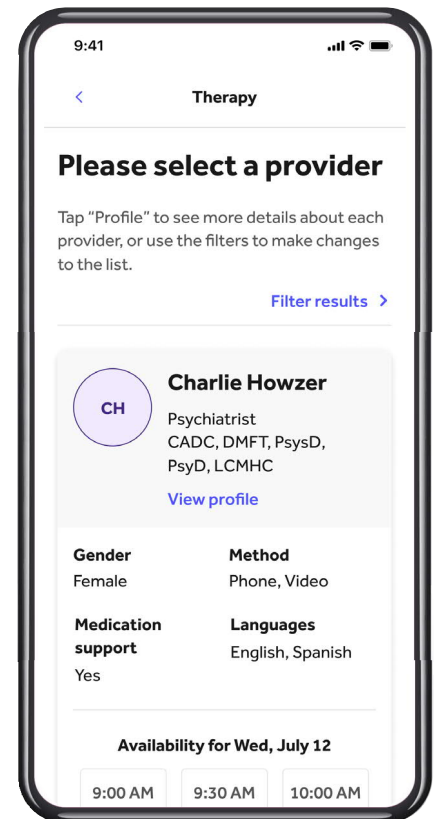 9:41
Therapy
Please select a provider
Tap “Profile” to see more details about each
provider, or use the filters to make changes
to the list.
Filter results
CH
Charlie Howzer
Psychiatrist
CADC, DMFT, PsysD,
PsyD, LCMHC
View profile
Gender
Female
Method
Phone, Video
Medication
support
Yes
Languages
English, Spanish
Availability for Wed, July 12
9:00 AM 9:30 AM 10:00 AM